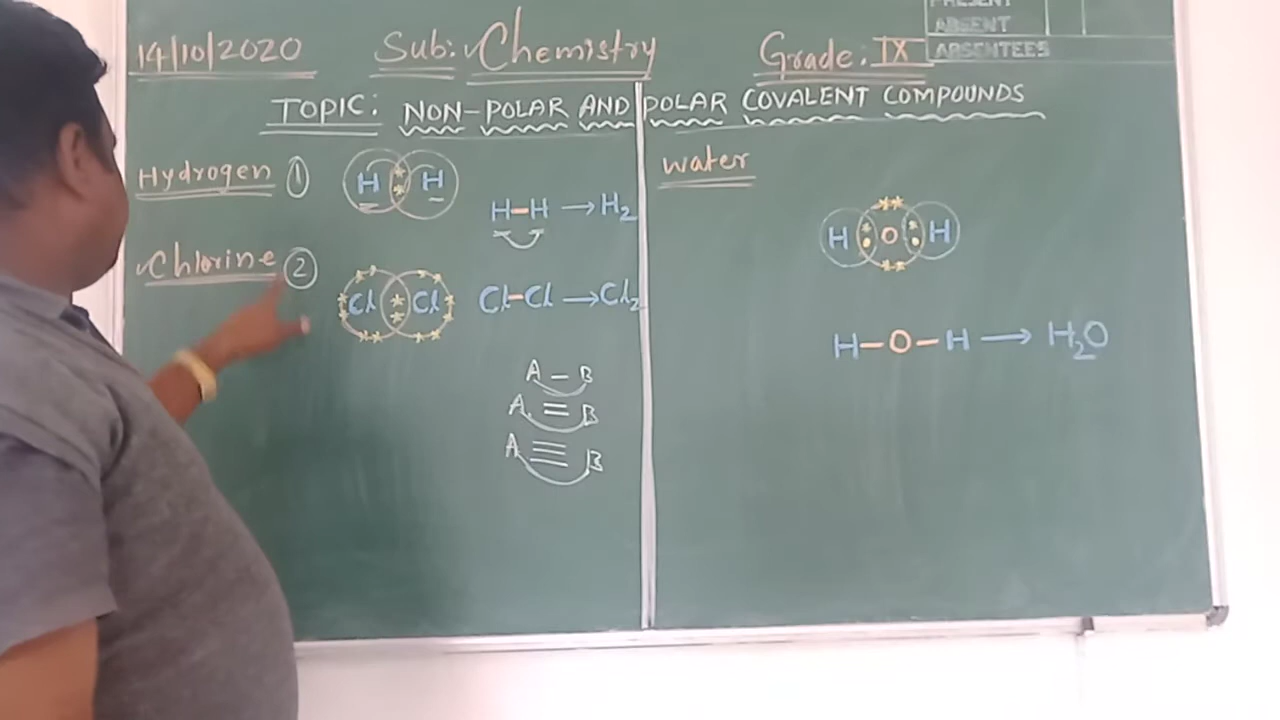 PRESENT
ABSENT
ABSENTEES
14/10/2020 Sub: Chemistry Grade: IX
TOPIC: NON-POLAR AND POLAR COVALENT COMPOUNDS
Hydrogen ①
H H
H-H → H₂
Chlorine ②
Cl Cl
Cl-Cl → Cl₂
A - B
A = B
A ≡ B
water
H O H
H-O-H → H₂O